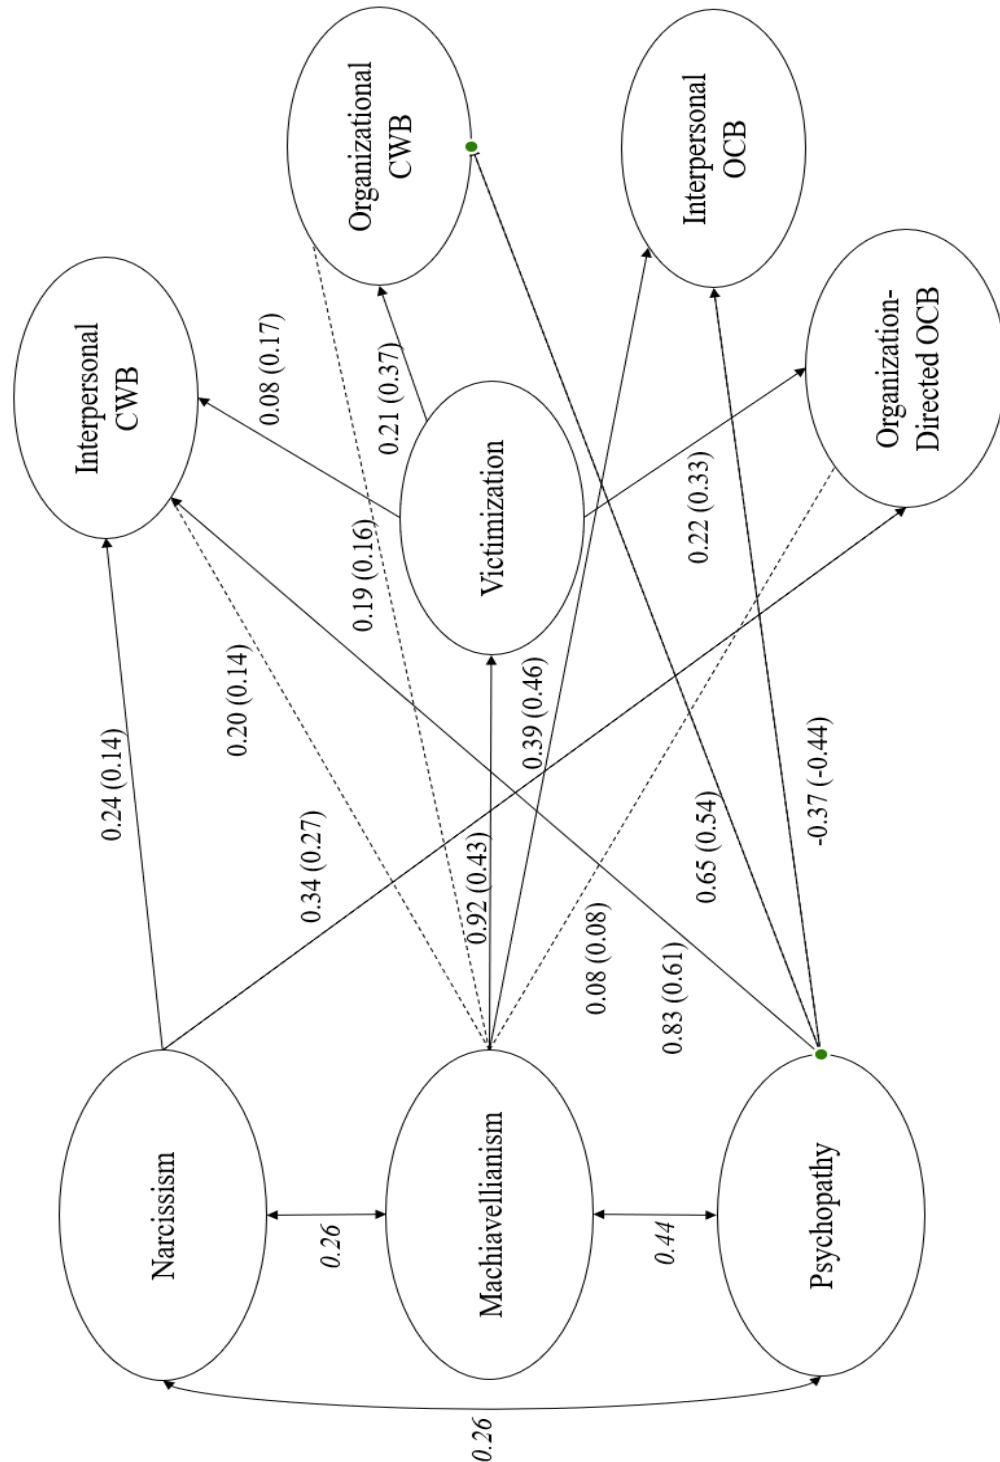 Narcissism
Machiavellianism
Psychopathy
0.26
0.26
0.44
Victimization
Interpersonal
CWB
Organizational
CWB
Interpersonal
OCB
Organization-
Directed OCB
0.24 (0.14)
0.20 (0.14)
0.34 (0.27)
0.19 (0.16)
0.08 (0.17)
0.21 (0.37)
0.92 (0.43)
0.39 (0.46)
0.08 (0.08)
0.83 (0.61)
0.22 (0.33)
0.65 (0.54)
-0.37 (-0.44)